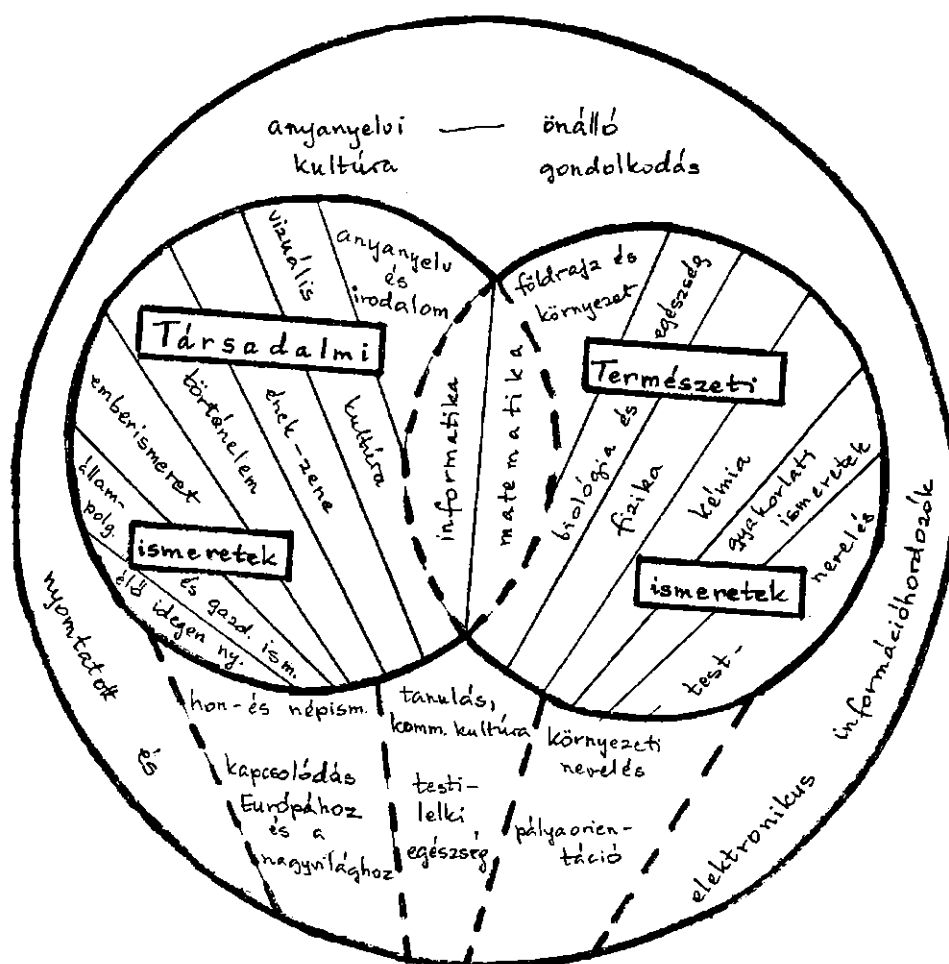 anyanyelvi — önálló
kultúra gondolkodás
anyanyelv
és
irodalom
vizuális
kultúra
ének-zene
történelem
emberismeret
állam-
polg.
és gazd. ism.
élő idegen ny.
Társadalmi
ismeretek
informatika
matematika
földrajz és
környezet
biológia és
egészség
fizika
kémia
gyakorlati
ismeretek
test-
nevelés
Természeti
ismeretek
hon- és népism.
kapcsolódás
Európához
és a
nagyvilághoz
tanulás,
komm. kultúra
testi-
lelki
egészség
környezeti
nevelés
pályaorien-
táció
nyomtatott
és
elektronikus
információhordozók